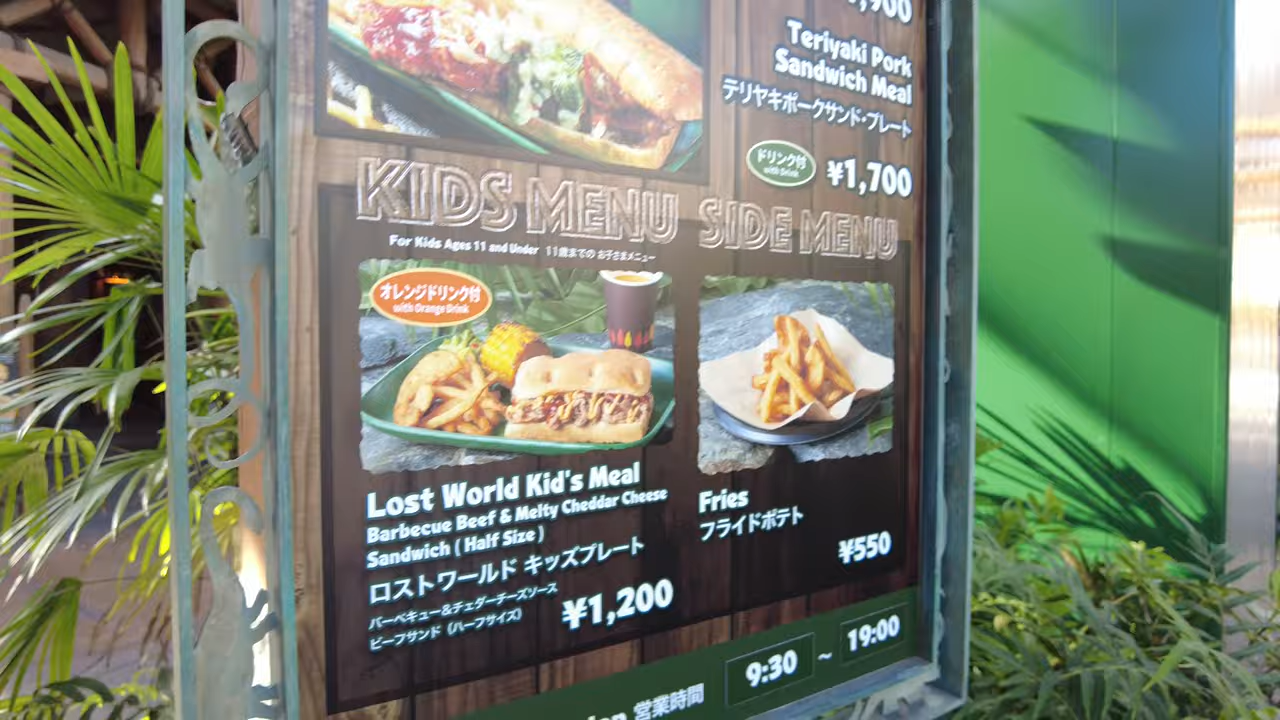 Teriyaki Pork
Sandwich Meal
テリヤキポークサンド・プレート
ドリンク付
with Drink
¥1,700
KIDS MENU
For Kids Ages 11 and Under 11歳までの お子さまメニュー
オレンジドリンク付
with Orange Drink
Lost World Kid's Meal
Barbecue Beef & Melty Cheddar Cheese
Sandwich ( Half Size )
ロストワールド キッズプレート
バーベキュー&チェダーチーズソース
ビーフサンド (ハーフサイズ)
¥1,200
SIDE MENU
Fries
フライドポテト
¥550
営業時間
9:30 ~ 19:00